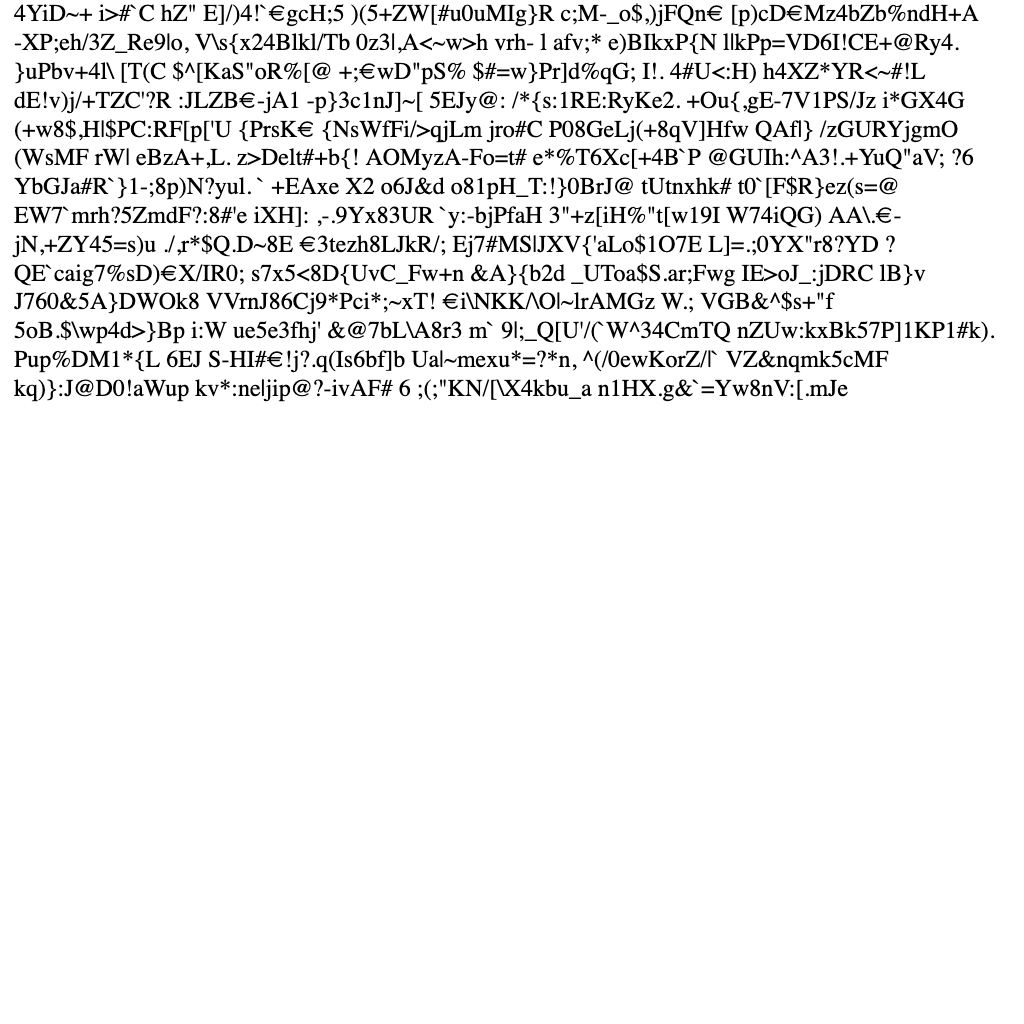 4YiD~+ i>#`C hZ" E]/)4!`€gcH;5 )(5+ZW[#u0uMIg}R c;M-_o$,)jFQn€ [p)cD€Mz4bZb%ndH+A
-XP;eh/3Z_Re9|o, V\s{x24Blkl/Tb 0z3|,A<~w>h vrh- l afv;* e)BIkxP{N l|kPp=VD6I!CE+@Ry4.
}uPbv+4l\ [T(C $^[KaS"oR%[@ +;€wD"pS% $#=w}Pr]d%qG; I!. 4#U<:H) h4XZ*YR<~#!L
dE!v)j/+TZC'?R :JLZB€-jA1 -p}3c1nJ]~[ 5EJy@: /*{s:1RE:RyKe2. +Ou{,gE-7V1PS/Jz i*GX4G
(+w8$,H|$PC:RF[p['U {PrsK€ {NsWfFi/>qjLm jro#C P08GeLj(+8qV]Hfw QAf|} /zGURYjgmO
(WsMF rW| eBzA+,L. z>Delt#+b{! AOMyzA-Fo=t# e*%T6Xc[+4B`P @GUIh:^A3!.+YuQ"aV; ?6
YbGJa#R`}1-;8p)N?yul.` +EAxe X2 o6J&d o81pH_T:!}0BrJ@ tUtnxhk# t0`[F$R}ez(s=@
EW7`mrh?5ZmdF?:8#'e iXH]: ,-.9Yx83UR `y:-bjPfaH 3"+z[iH%"t[w19I W74iQG) AA\.€-
jN,+ZY45=s)u ./,r*$Q.D~8E €3tezh8LJkR/; Ej7#MS|JXV{'aLo$1O7E L]=.;0YX"r8?YD ?
QE`caig7%sD)€X/IR0; s7x5<8D{UvC_Fw+n &A}{b2d _UToa$S.ar;Fwg IE>oJ_:jDRC lB}v
J760&5A}DWOk8 VVrnJ86Cj9*Pci*;~xT! €i\NKK/\O|~lrAMGz W.; VGB&^$s+"f
5oB.$\wp4d>}Bp i:W ue5e3fhj' &@7bL\A8r3 m` 9|;_Q[U'/(`W^34CmTQ nZUw:kxBk57P]1KP1#k).
Pup%DM1*{L 6EJ S-HI#€!j?.q(Is6bf]b Ua|~mexu*=?*n, ^(/0ewKorZ/|` VZ&nqmk5cMF
kq)}:J@D0!aWup kv*:ne|jip@?-ivAF# 6 ;(;"KN/[\X4kbu_a n1HX.g&`=Yw8nV:[.mJe